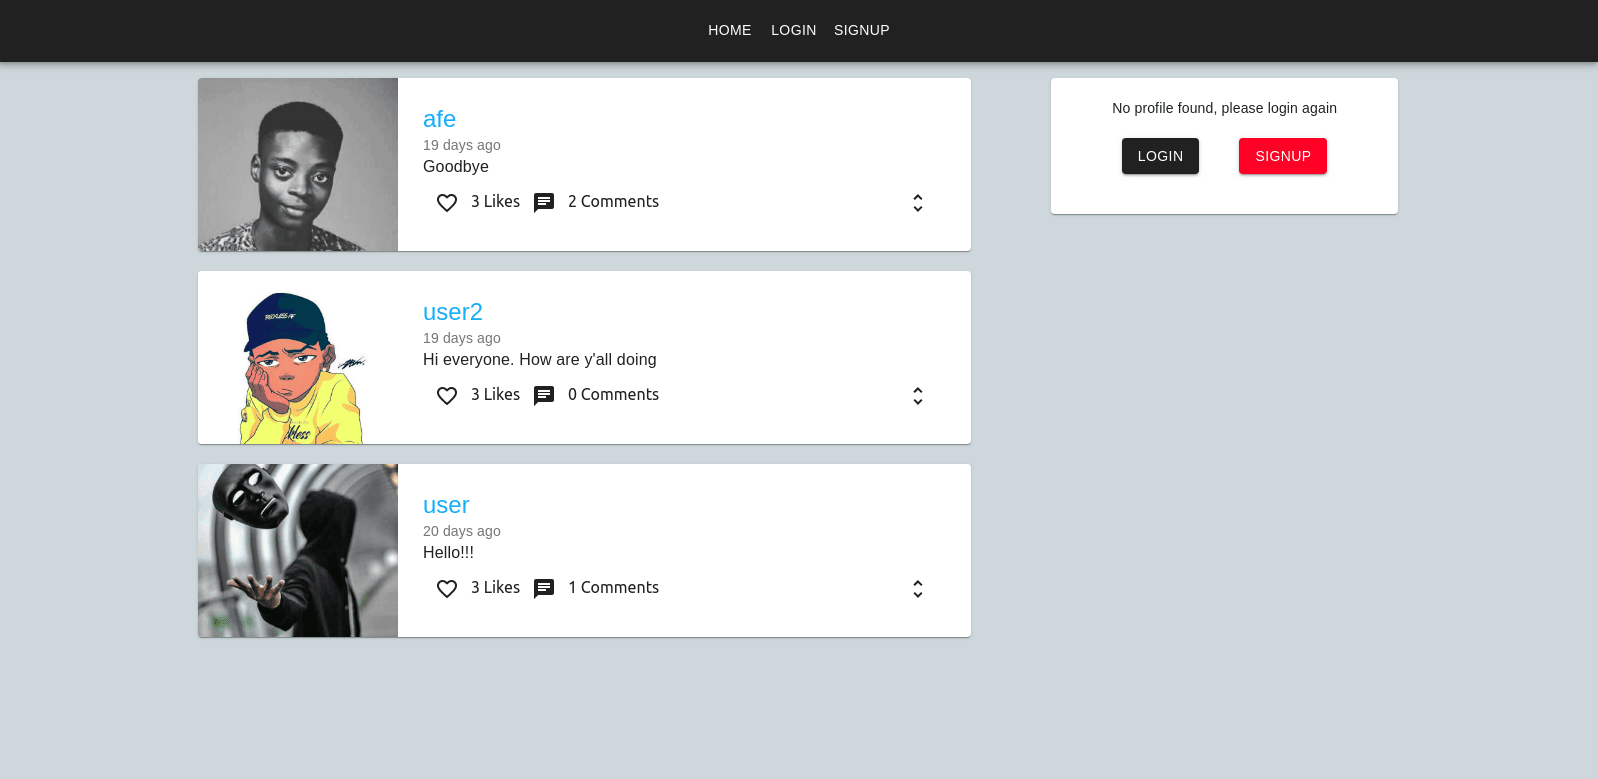 HOME LOGIN SIGNUP
afe
19 days ago
Goodbye
3 Likes 2 Comments
RECKLESS AF
user2
19 days ago
Hi everyone. How are y'all doing
3 Likes 0 Comments
user
20 days ago
Hello!!!
3 Likes 1 Comments
No profile found, please login again
LOGIN SIGNUP